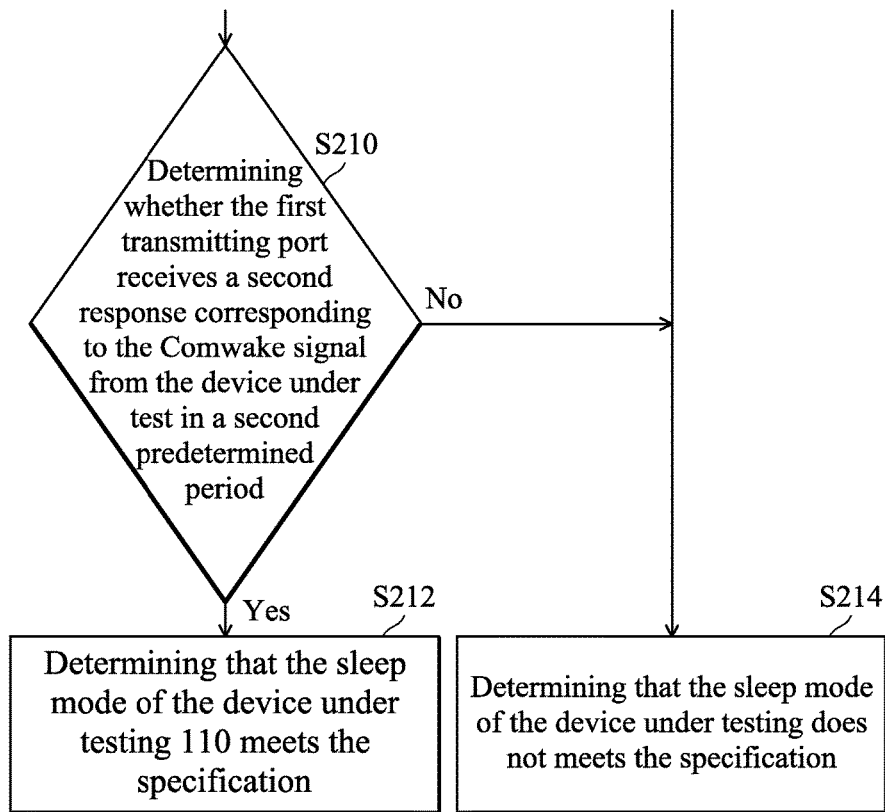 S210
Determining
whether the first
transmitting port
receives a second
response corresponding
to the Comwake signal
from the device under
test in a second
predetermined
period
No
Yes
S212
Determining that the sleep
mode of the device under
testing 110 meets the
specification
S214
Determining that the sleep mode
of the device under testing does
not meets the specification